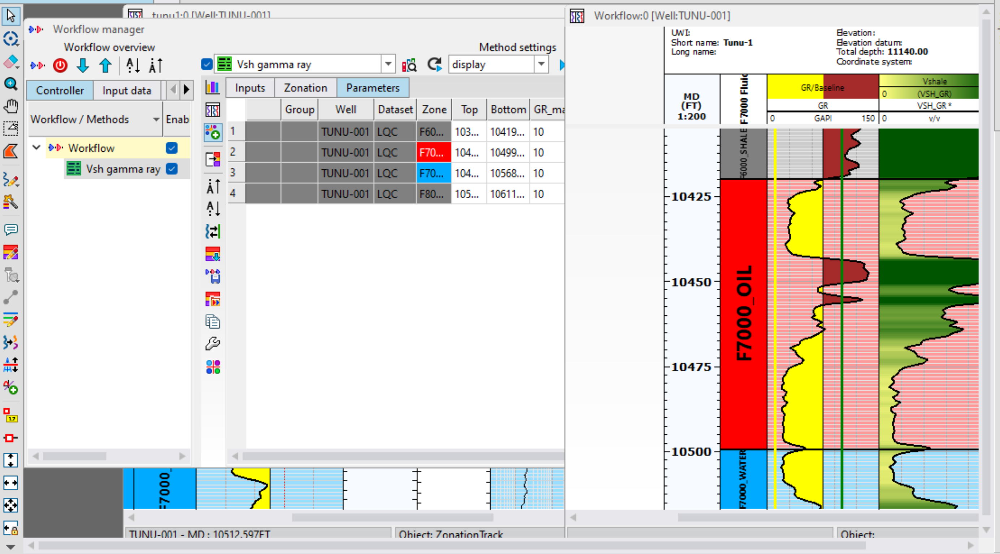 tunu1:0 [Well:TUNU-001]
Workflow manager
Workflow overview
Method settings
Vsh gamma ray
display
Controller
Input data
Inputs
Zonation
Parameters
Workflow / Methods
Enab
Workflow
Vsh gamma ray
Group Well Dataset Zone Top Bottom GR_ma
1 TUNU-001 LQC F60... 103... 10419... 10
2 TUNU-001 LQC F70... 104... 10499... 10
3 TUNU-001 LQC F70... 104... 10568... 10
4 TUNU-001 LQC F80... 105... 10611... 10
1.7
F7000_
TUNU-001 - MD : 10512.597FT
Object: ZonationTrack
Workflow:0 [Well:TUNU-001]
UWI:
Short name: Tunu-1
Long name:
Elevation:
Elevation datum:
Total depth: 11140.00
Coordinate system:
MD
(FT)
1:200
F7000 Fluid
GR/Baseline
GR
0 GAPI 150
Vshale
0 (VSH_GR)
VSH_GR *
0 v/v
F6000_SHALE
10425
10450
F7000_OIL
10475
10500
F7000_WATER
Object: